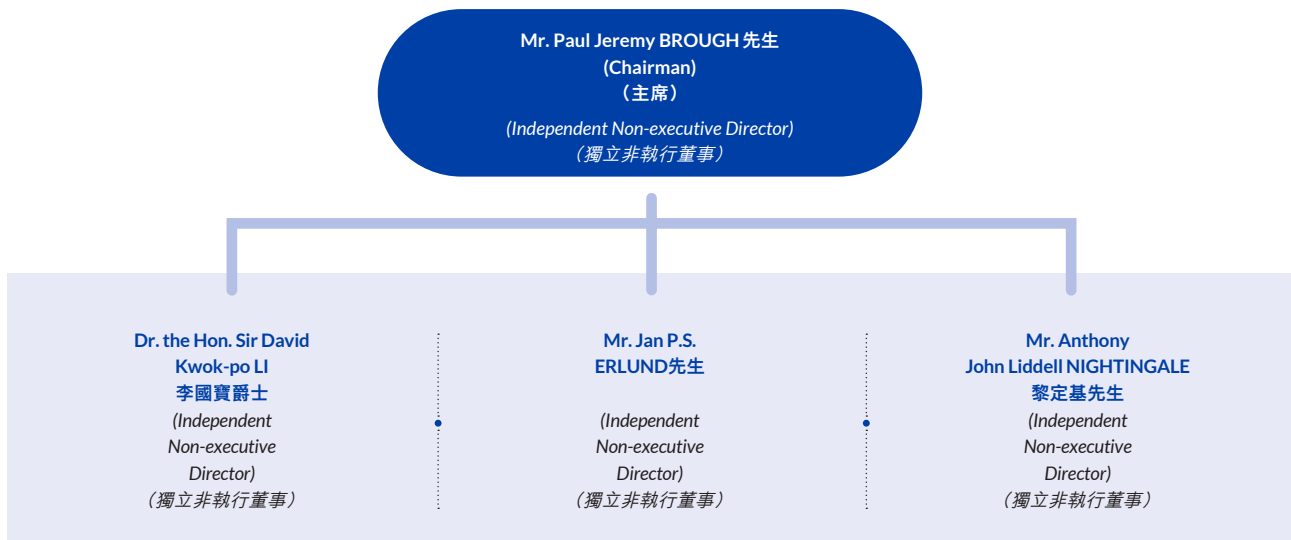 Mr. Paul Jeremy BROUGH 先生
(Chairman)
（主席）
(Independent Non-executive Director)
（獨立非執行董事）
Dr. the Hon. Sir David
Kwok-po LI
李國寶爵士
(Independent
Non-executive
Director)
（獨立非執行董事）
Mr. Jan P.S.
ERLUND先生
(Independent
Non-executive
Director)
（獨立非執行董事）
Mr. Anthony
John Liddell NIGHTINGALE
黎定基先生
(Independent
Non-executive
Director)
（獨立非執行董事）